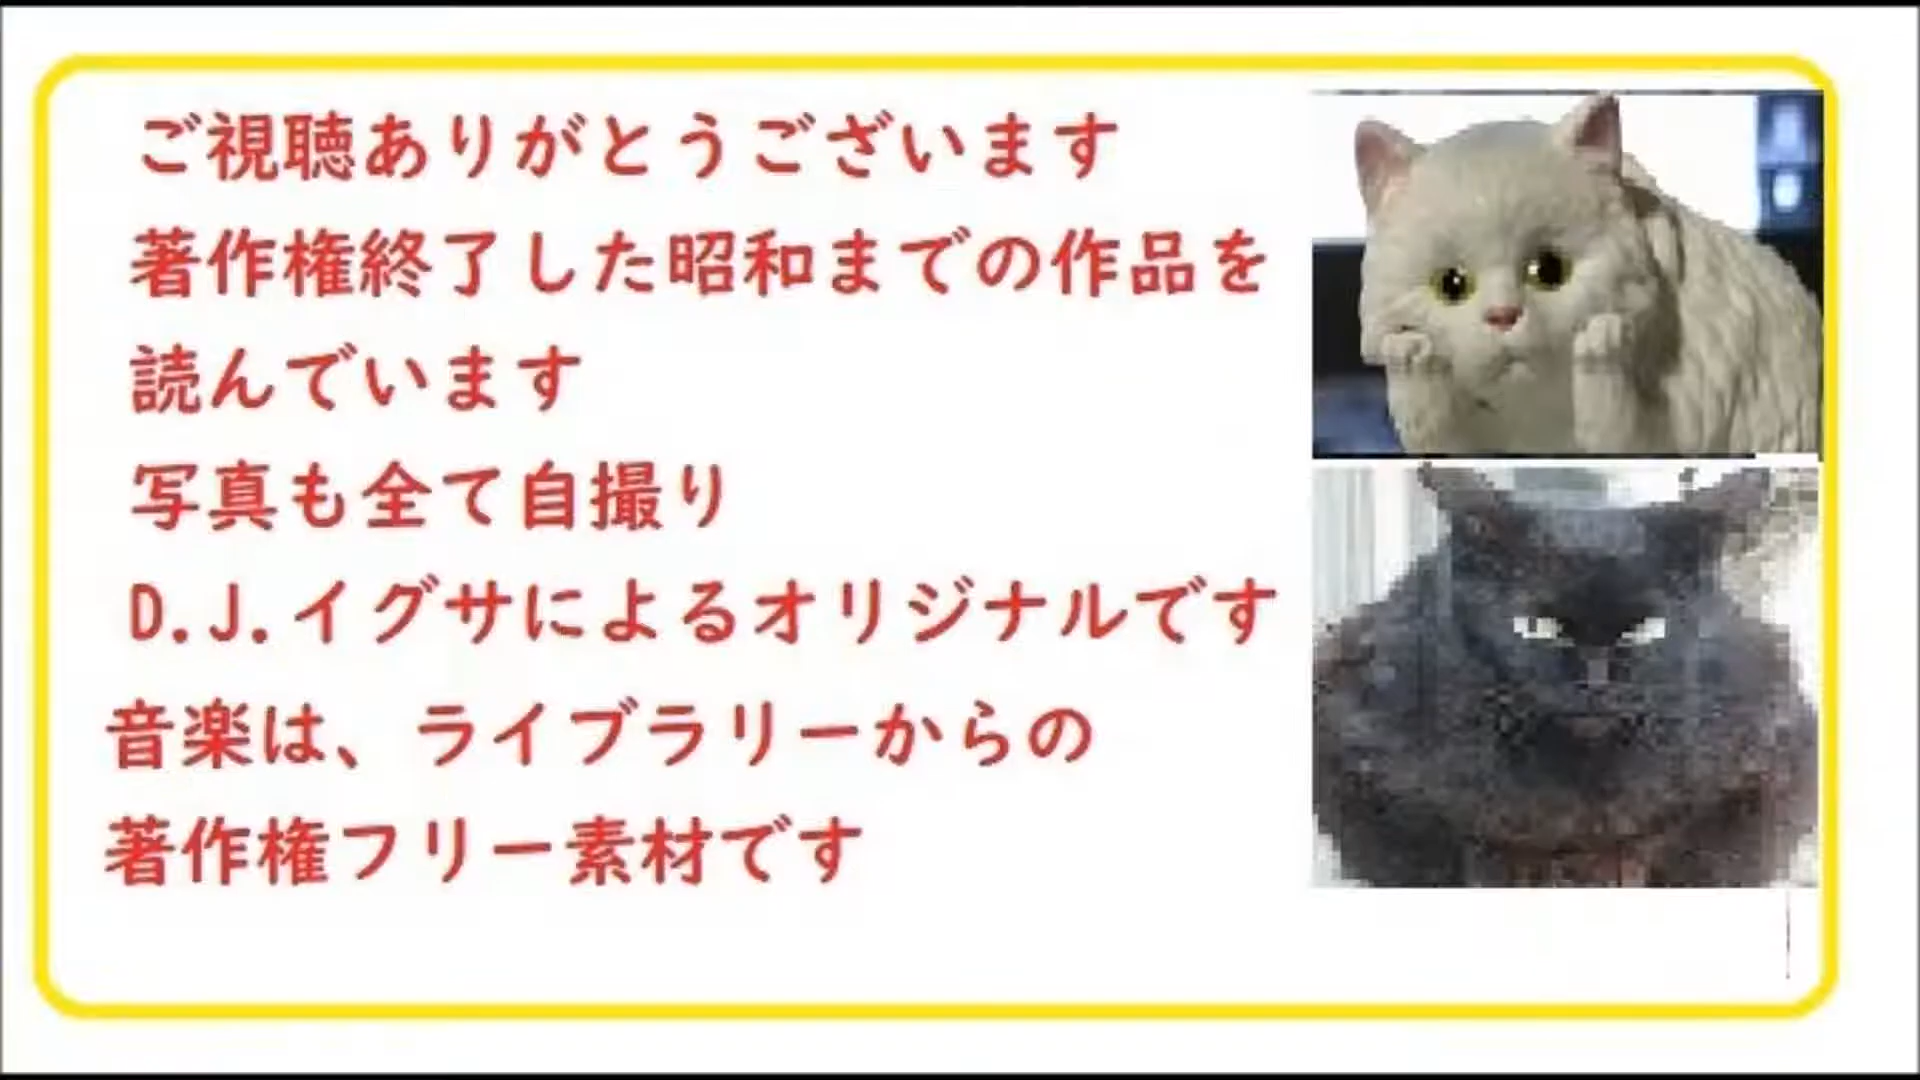 ご視聴ありがとうございます
著作権終了した昭和までの作品を
読んでいます
写真も全て自撮り
D.J.イグサによるオリジナルです
音楽は、ライブラリーからの
著作権フリー素材です